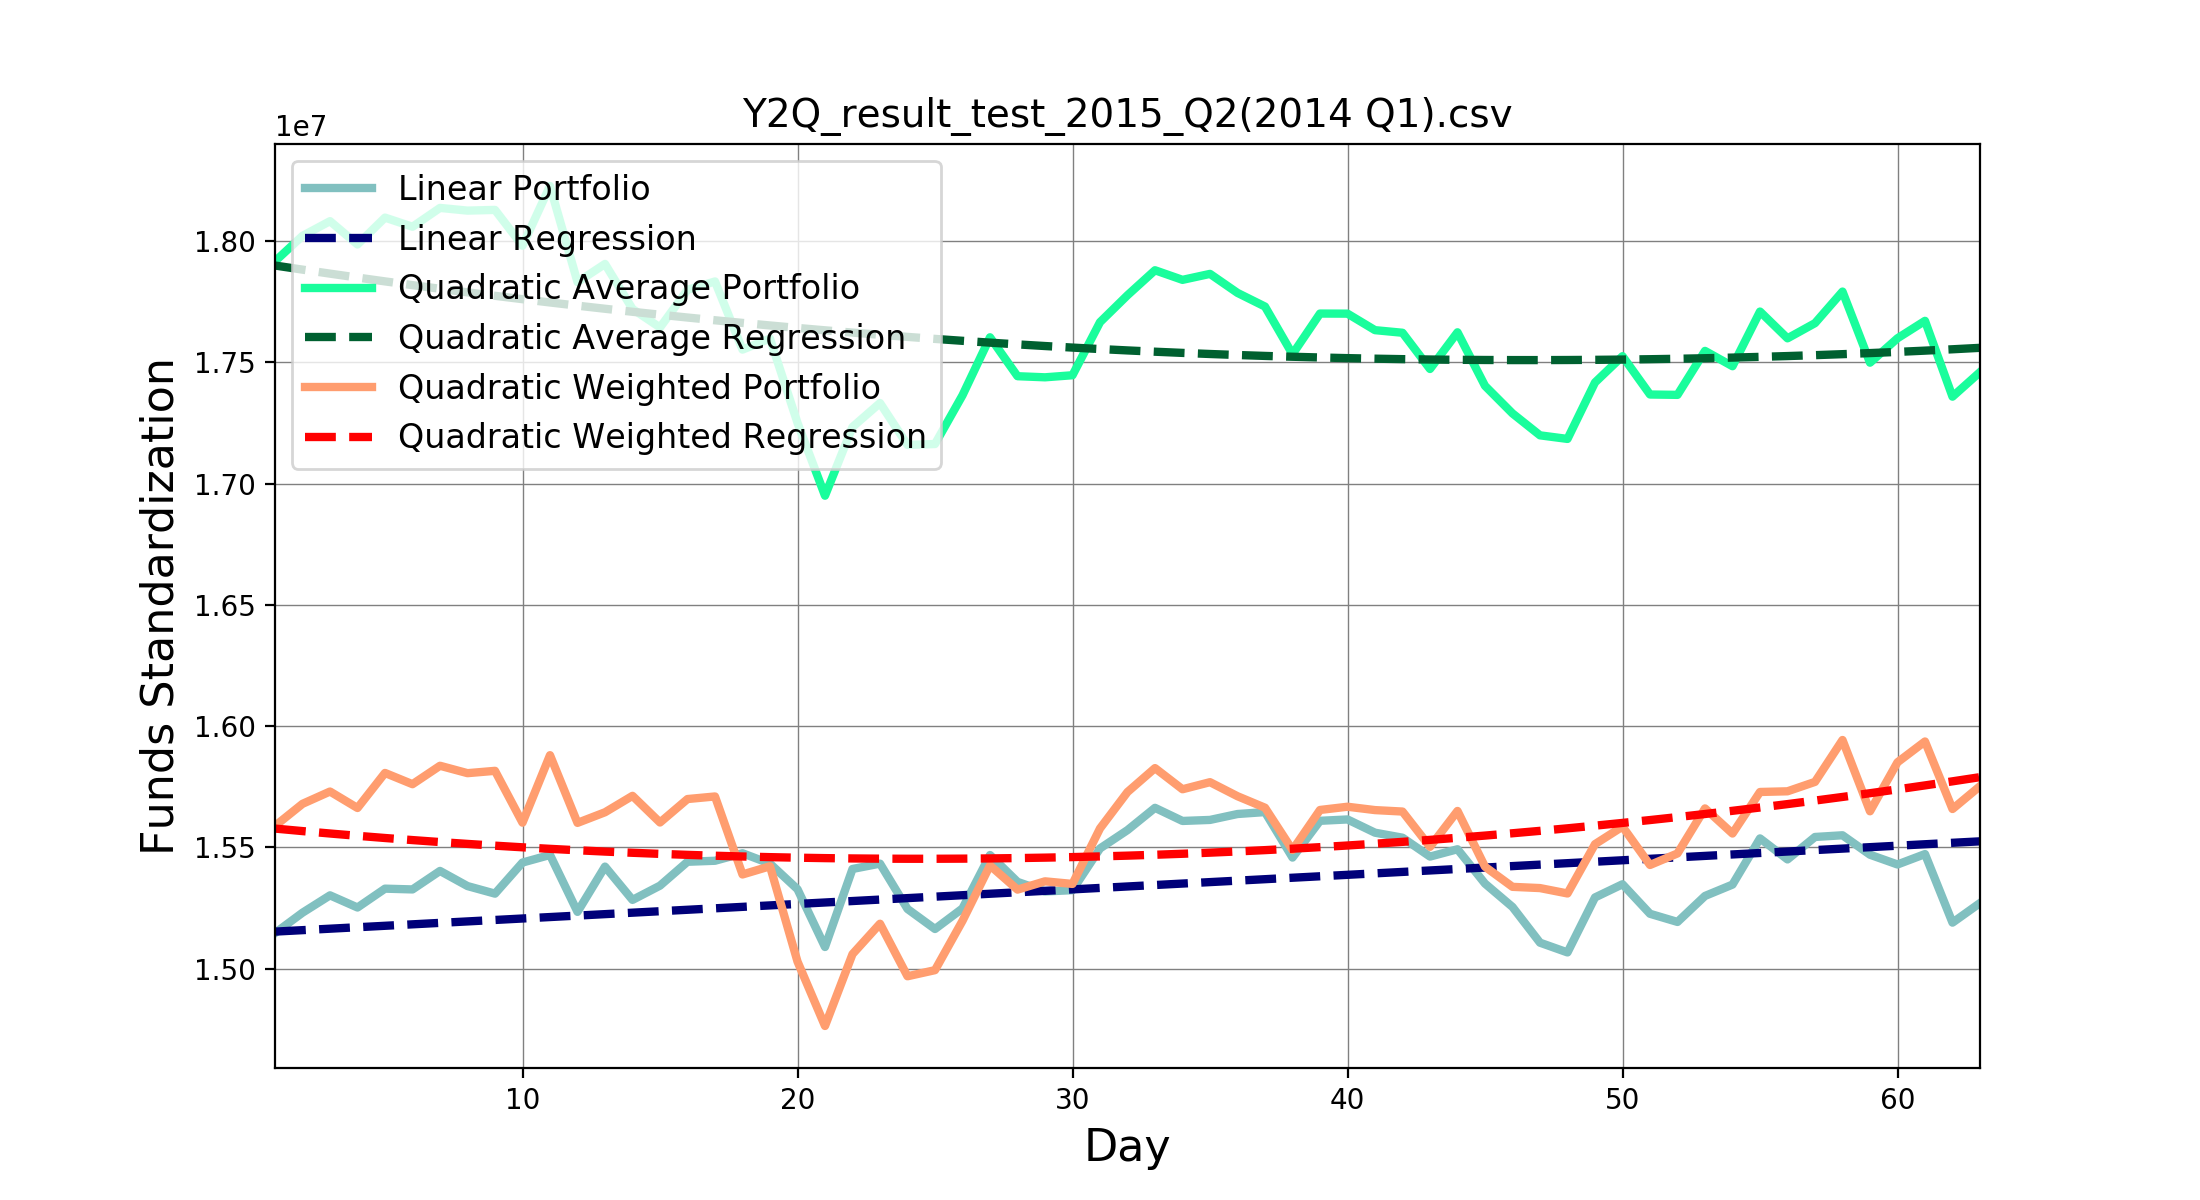 Y2Q_result_test_2015_Q2(2014 Q1).csv
1e7
Linear Portfolio
Linear Regression
Quadratic Average Portfolio
Quadratic Average Regression
Quadratic Weighted Portfolio
Quadratic Weighted Regression
Funds Standardization
1.80
1.75
1.70
1.65
1.60
1.55
1.50
10 20 30 40 50 60
Day